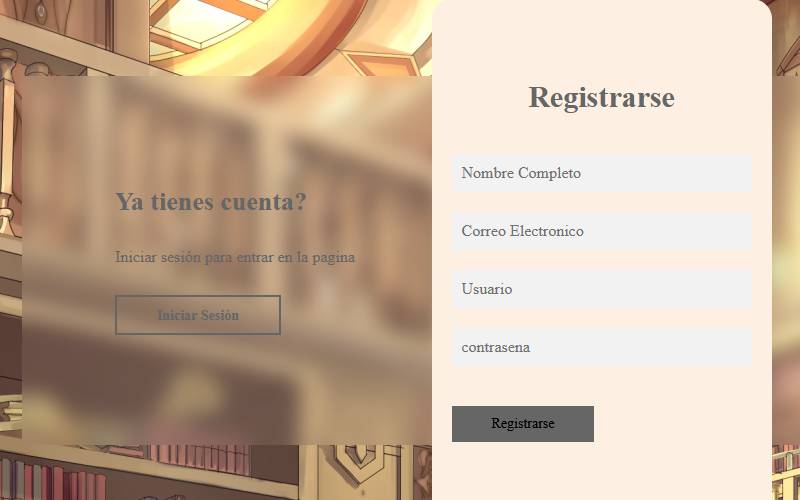 Ya tienes cuenta?
Iniciar sesión para entrar en la pagina
Iniciar Sesión
Registrarse
Nombre Completo
Correo Electronico
Usuario
contrasena
Registrarse